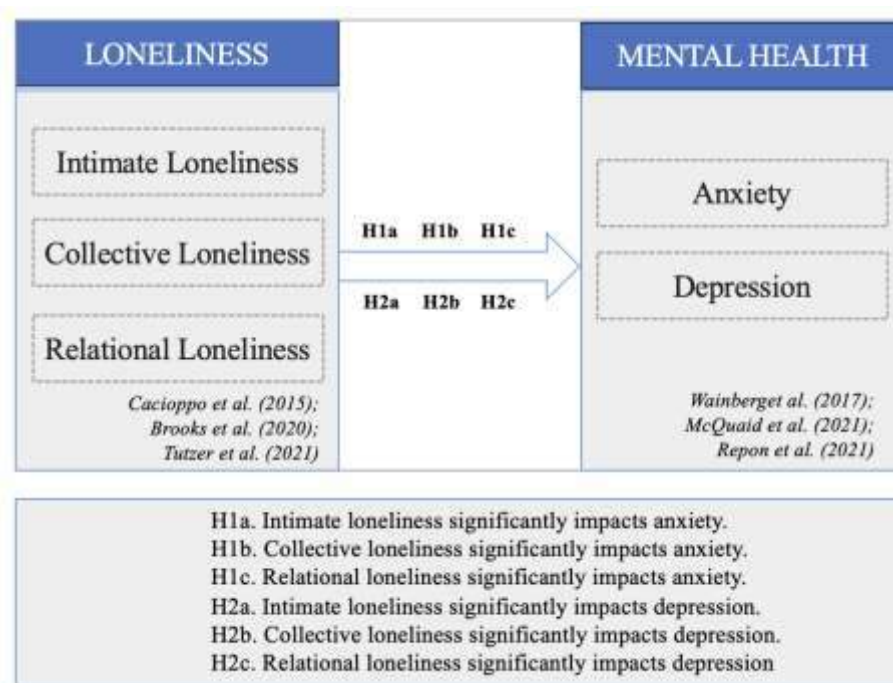 LONELINESS
Intimate Loneliness
Collective Loneliness
Relational Loneliness
Cacioppo et al. (2015);
Brooks et al. (2020);
Tutzer et al. (2021)
H1a H1b H1c
H2a H2b H2c
MENTAL HEALTH
Anxiety
Depression
Wainberget al. (2017);
McQuaid et al. (2021);
Repon et al. (2021)
H1a. Intimate loneliness significantly impacts anxiety.
H1b. Collective loneliness significantly impacts anxiety.
H1c. Relational loneliness significantly impacts anxiety.
H2a. Intimate loneliness significantly impacts depression.
H2b. Collective loneliness significantly impacts depression.
H2c. Relational loneliness significantly impacts depression